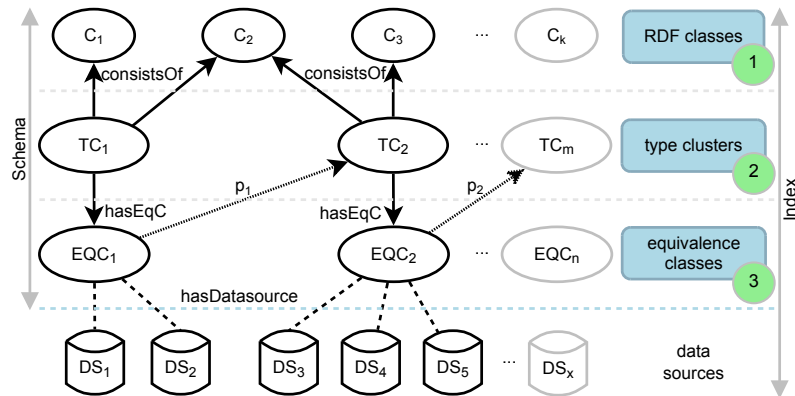 C1 C2 C3 ... Ck RDF classes
1
consistsOf consistsOf
Schema
TC1 TC2 ... TCm type clusters
2
p1 p2
hasEqC hasEqC
Index
EQC1 EQC2 ... EQCn equivalence
classes
3
hasDatasource
DS1 DS2 DS3 DS4 DS5 ... DSx data
sources